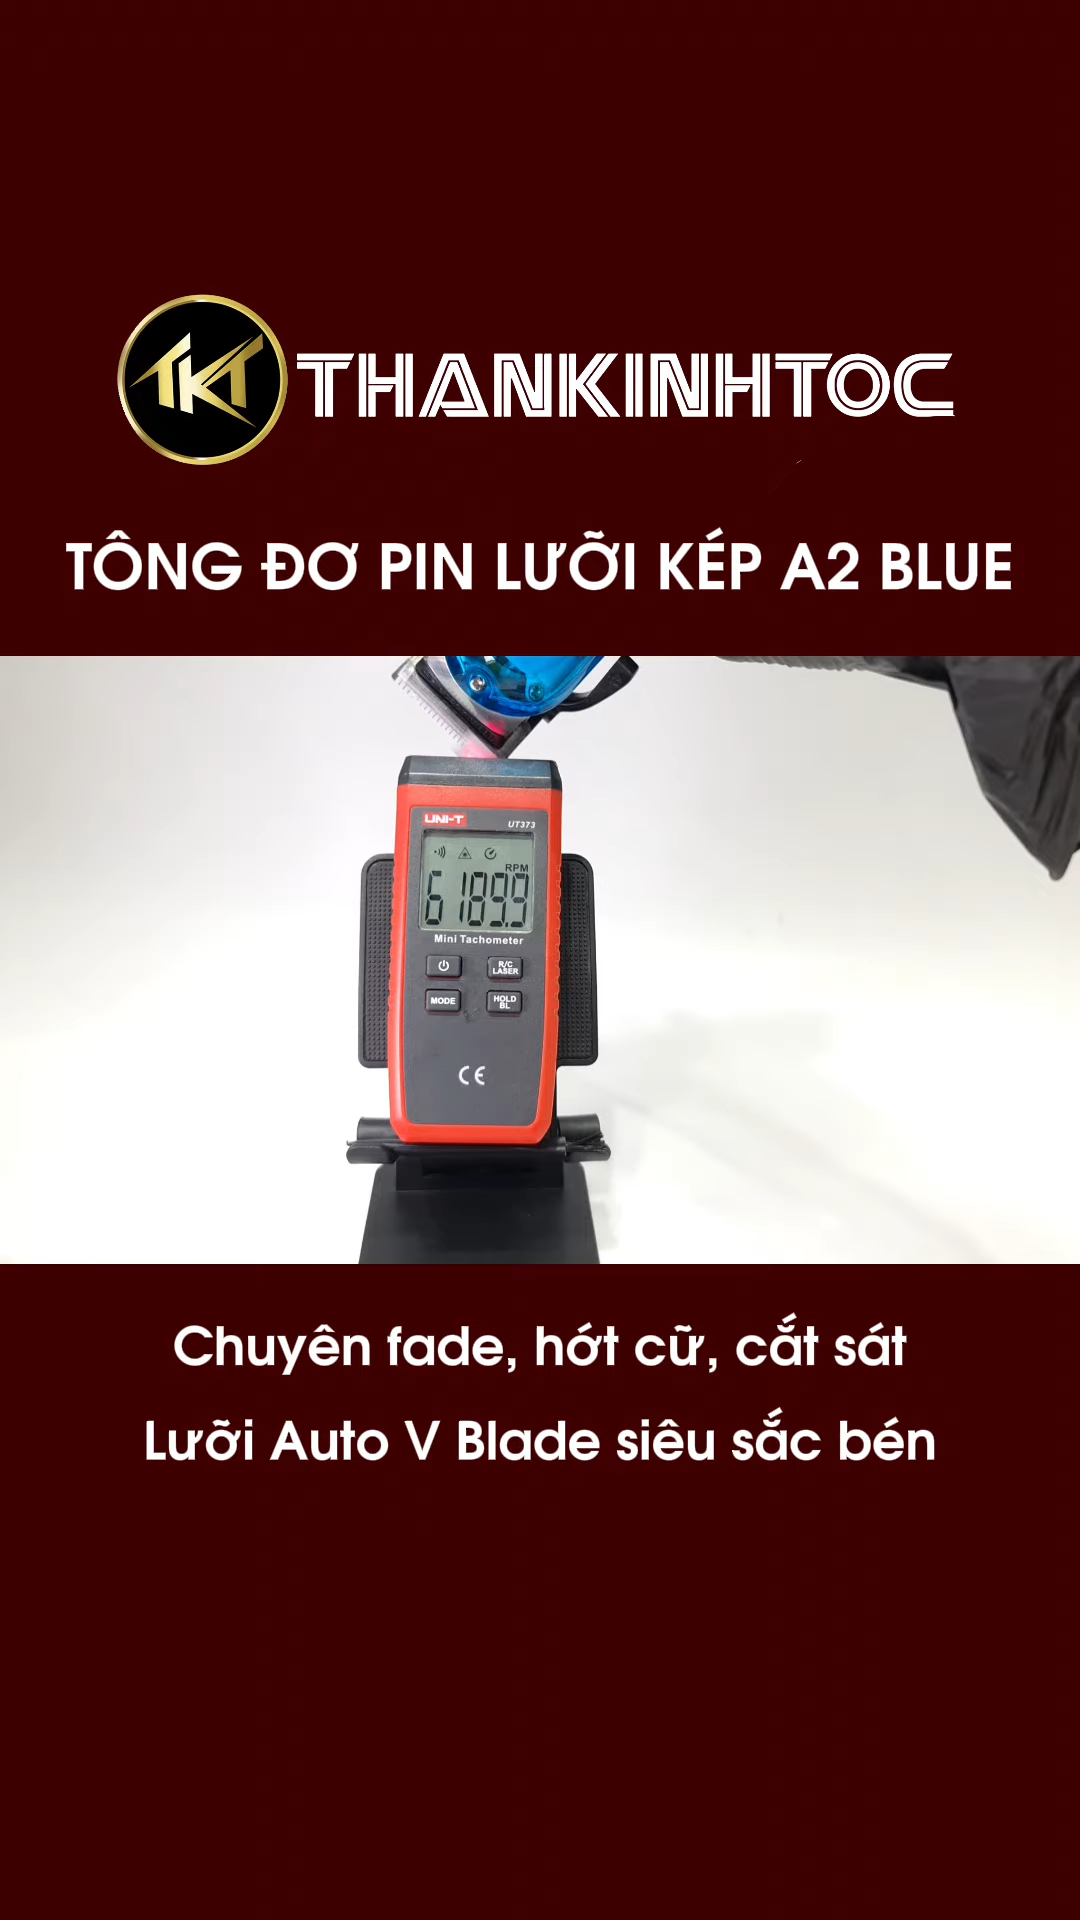 TKT THANKINHTOC
TÔNG ĐƠ PIN LƯỠI KÉP A2 BLUE
UNI-T
UT373
RPM
6189.9
Mini Tachometer
R/C
LASER
MODE
HOLD
BL
CE
Chuyên fade, hớt cữ, cắt sát
Lưỡi Auto V Blade siêu sắc bén